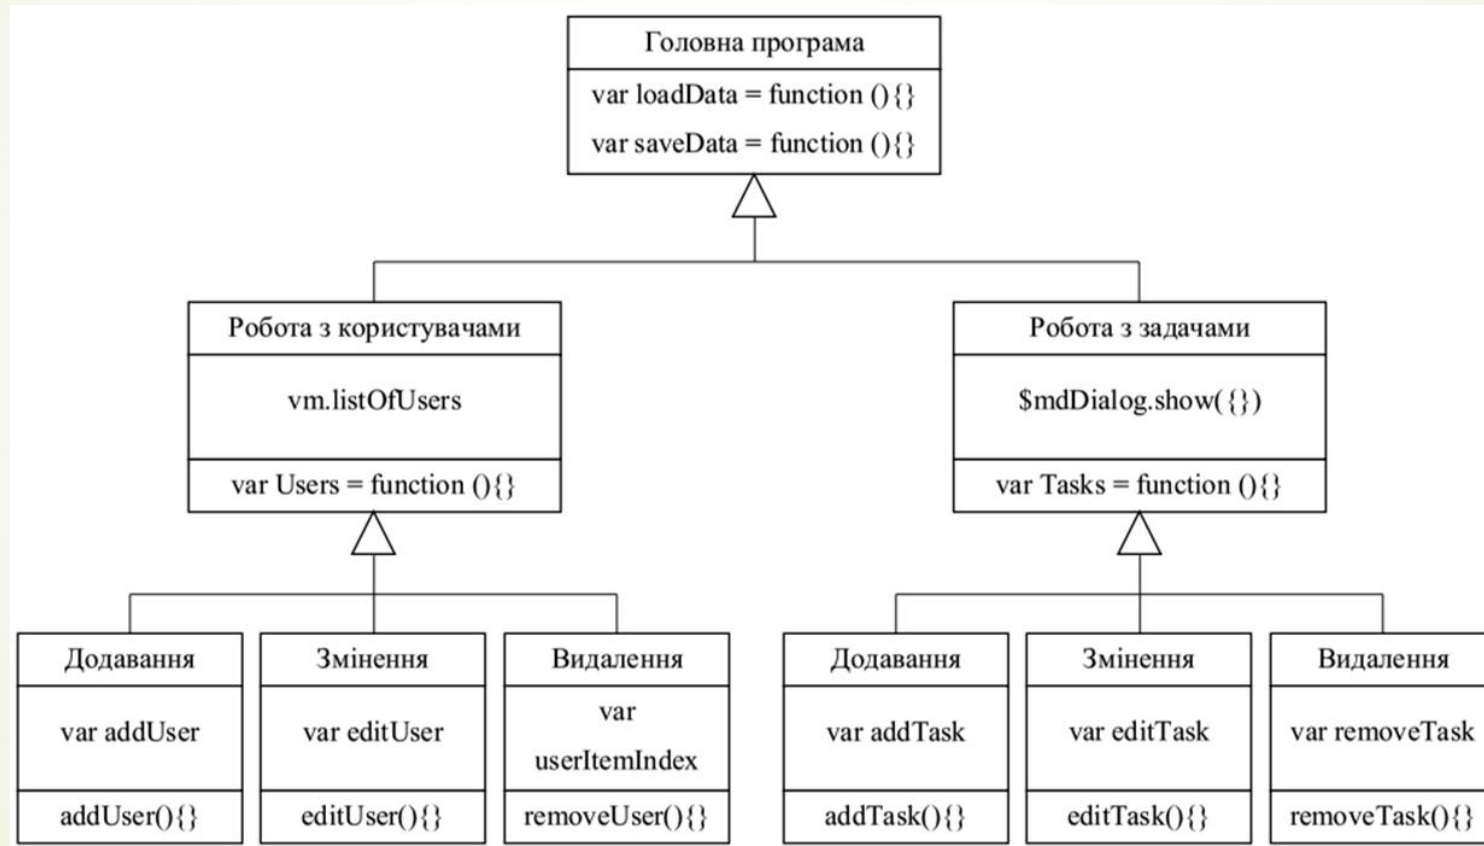 Головна програма
var loadData = function (){}
var saveData = function (){}
Робота з користувачами
vm.listOfUsers
var Users = function (){}
Робота з задачами
$mdDialog.show({})
var Tasks = function (){}
Додавання
var addUser
addUser(){}
Змінення
var editUser
editUser(){}
Видалення
var
userItemIndex
removeUser(){}
Додавання
var addTask
addTask(){}
Змінення
var editTask
editTask(){}
Видалення
var removeTask
removeTask(){}